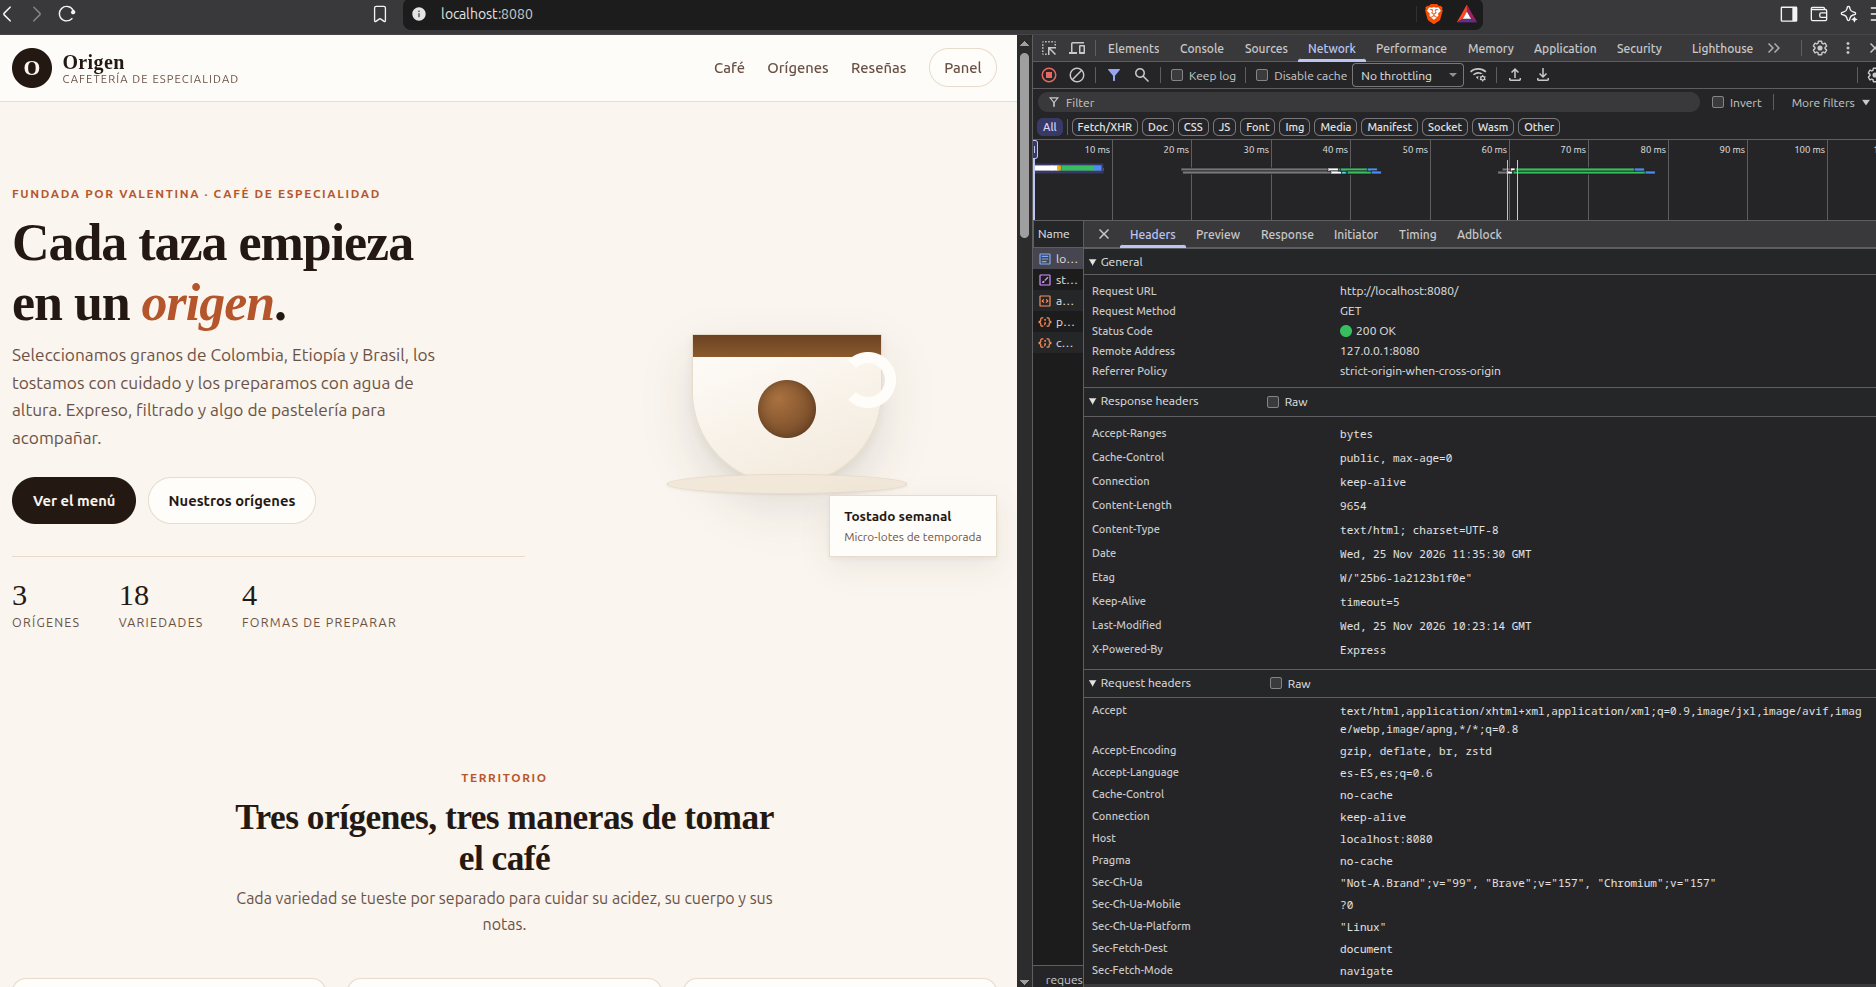 localhost:8080
O
Origen
CAFETERÍA DE ESPECIALIDAD
Café
Orígenes
Reseñas
Panel
FUNDADA POR VALENTINA · CAFÉ DE ESPECIALIDAD
Cada taza empieza
en un origen.
Seleccionamos granos de Colombia, Etiopía y Brasil, los
tostamos con cuidado y los preparamos con agua de
altura. Expreso, filtrado y algo de pastelería para
acompañar.
Ver el menú
Nuestros orígenes
Tostado semanal
Micro-lotes de temporada
3
ORÍGENES
18
VARIEDADES
4
FORMAS DE PREPARAR
TERRITORIO
Tres orígenes, tres maneras de tomar
el café
Cada variedad se tueste por separado para cuidar su acidez, su cuerpo y sus
notas.
Elements
Console
Sources
Network
Performance
Memory
Application
Security
Lighthouse
Keep log
Disable cache
No throttling
Filter
Invert
More filters
All
Fetch/XHR
Doc
CSS
JS
Font
Img
Media
Manifest
Socket
Wasm
Other
10 ms
20 ms
30 ms
40 ms
50 ms
60 ms
70 ms
80 ms
90 ms
100 ms
Name
lo...
st...
a...
p...
c...
reques
Headers
Preview
Response
Initiator
Timing
Adblock
General
Request URL http://localhost:8080/
Request Method GET
Status Code 200 OK
Remote Address 127.0.0.1:8080
Referrer Policy strict-origin-when-cross-origin
Response headers Raw
Accept-Ranges bytes
Cache-Control public, max-age=0
Connection keep-alive
Content-Length 9654
Content-Type text/html; charset=UTF-8
Date Wed, 25 Nov 2026 11:35:30 GMT
Etag W/"25b6-1a2123b1f0e"
Keep-Alive timeout=5
Last-Modified Wed, 25 Nov 2026 10:23:14 GMT
X-Powered-By Express
Request headers Raw
Accept text/html,application/xhtml+xml,application/xml;q=0.9,image/jxl,image/avif,imag
e/webp,image/apng,*/*;q=0.8
Accept-Encoding gzip, deflate, br, zstd
Accept-Language es-ES,es;q=0.6
Cache-Control no-cache
Connection keep-alive
Host localhost:8080
Pragma no-cache
Sec-Ch-Ua "Not-A.Brand";v="99", "Brave";v="157", "Chromium";v="157"
Sec-Ch-Ua-Mobile ?0
Sec-Ch-Ua-Platform "Linux"
Sec-Fetch-Dest document
Sec-Fetch-Mode navigate